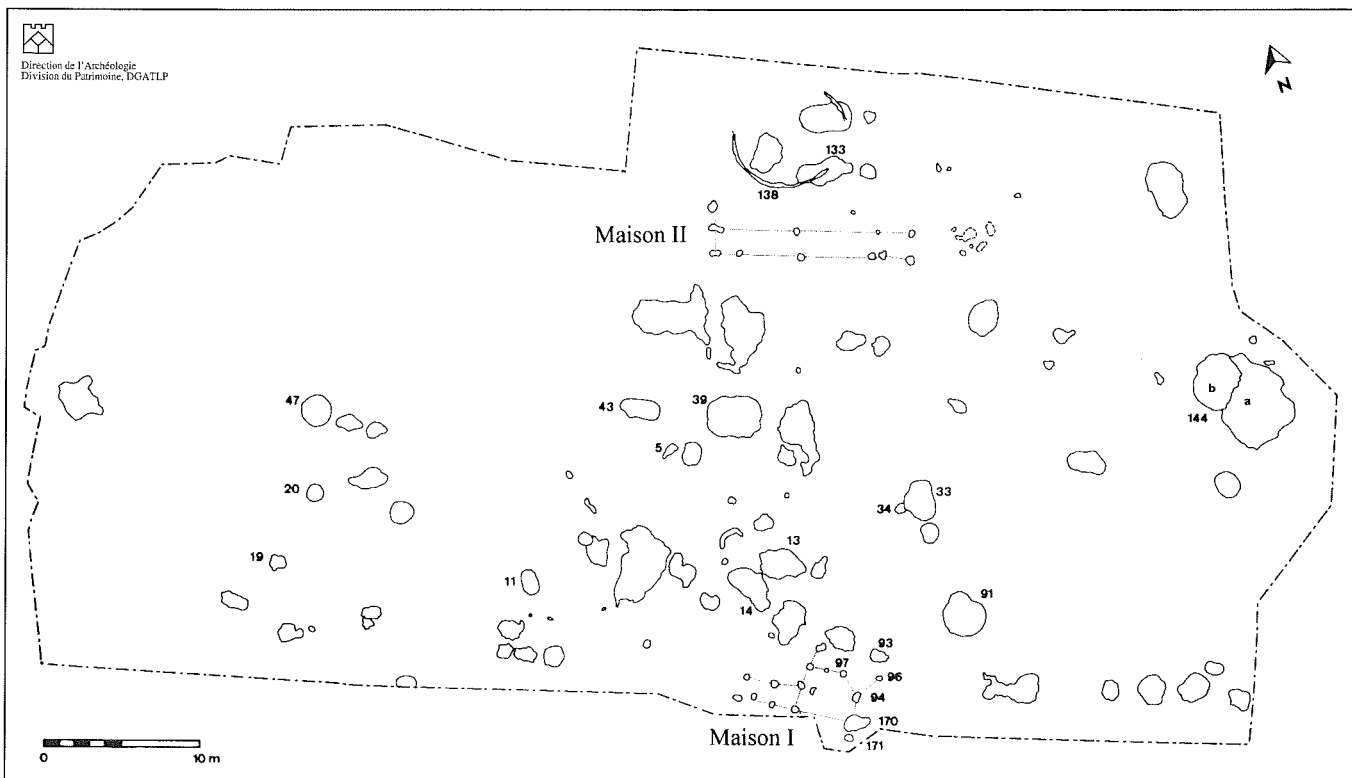 Direction de l'Archéologie
Division du Patrimoine, DGATLP
N
133
138
Maison II
47
43
39
144
b
a
5
20
34
33
19
11
13
14
91
93
97
96
94
170
171
Maison I
0
10 m